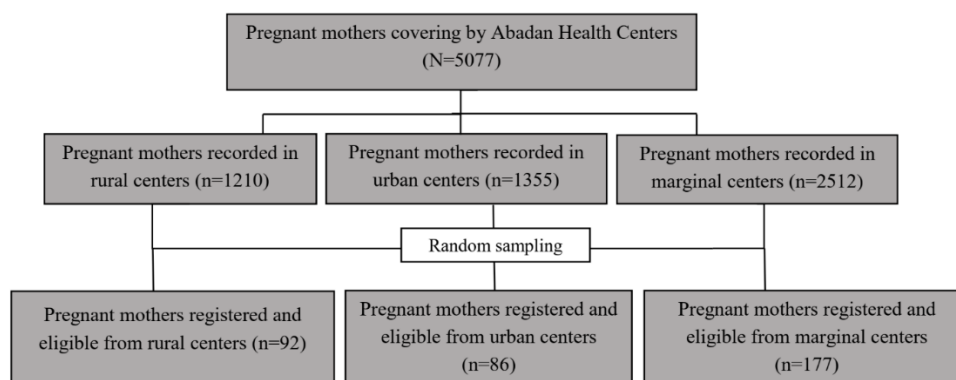 Pregnant mothers covering by Abadan Health Centers
(N=5077)
Pregnant mothers recorded in
rural centers (n=1210)
Pregnant mothers recorded in
urban centers (n=1355)
Pregnant mothers recorded in
marginal centers (n=2512)
Random sampling
Pregnant mothers registered and
eligible from rural centers (n=92)
Pregnant mothers registered and
eligible from urban centers
(n=86)
Pregnant mothers registered and
eligible from marginal centers
(n=177)